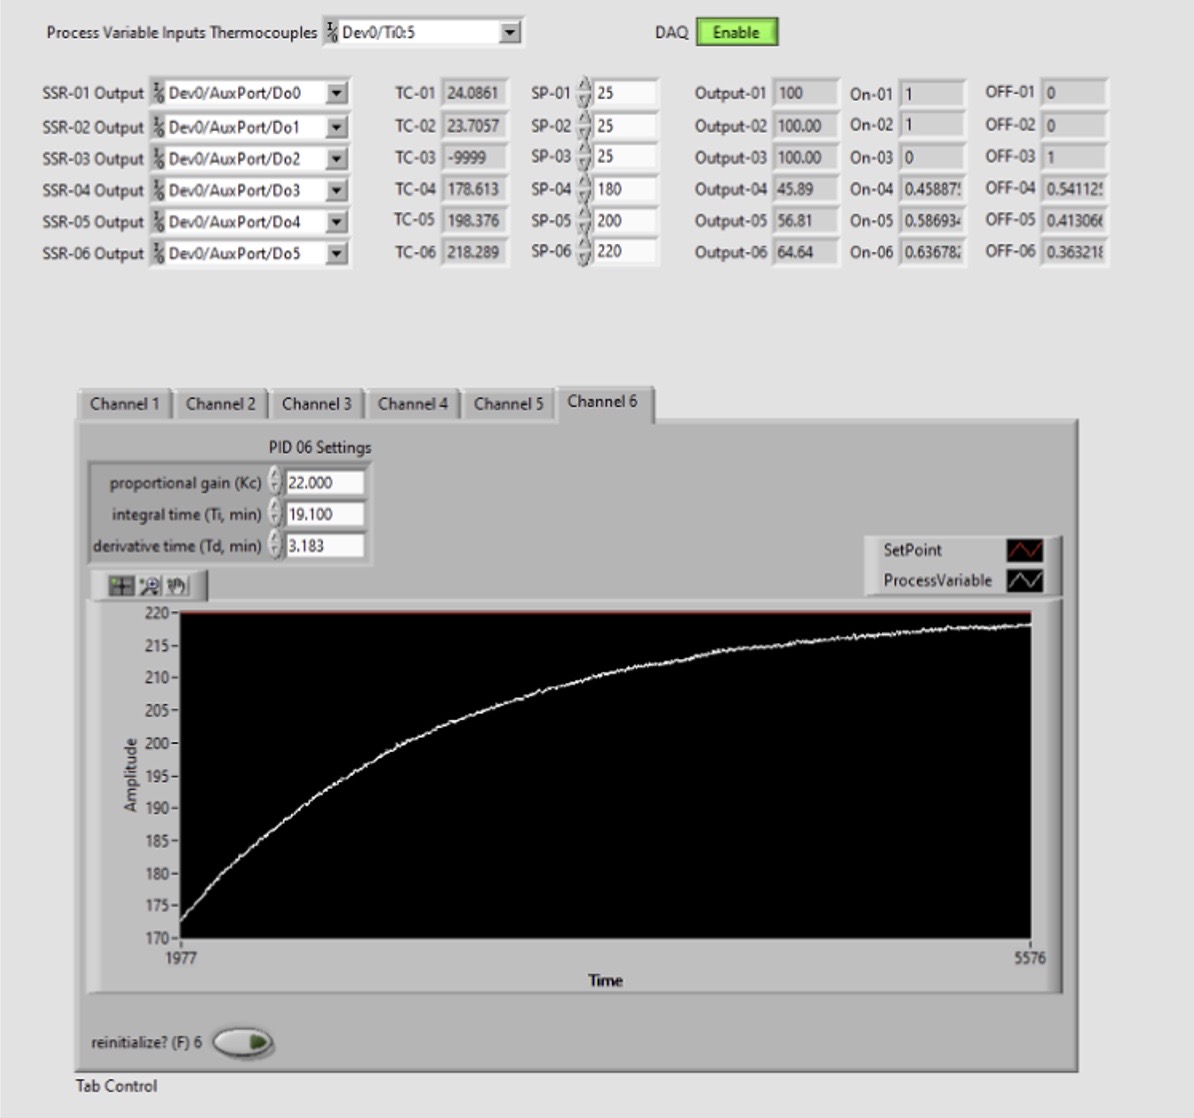 Process Variable Inputs Thermocouples Dev0/Ti0:5 DAQ Enable
SSR-01 Output Dev0/AuxPort/Do0 TC-01 24.0861 SP-01 25 Output-01 100 On-01 1 OFF-01 0
SSR-02 Output Dev0/AuxPort/Do1 TC-02 23.7057 SP-02 25 Output-02 100.00 On-02 1 OFF-02 0
SSR-03 Output Dev0/AuxPort/Do2 TC-03 -9999 SP-03 25 Output-03 100.00 On-03 0 OFF-03 1
SSR-04 Output Dev0/AuxPort/Do3 TC-04 178.613 SP-04 180 Output-04 45.89 On-04 0.45887 OFF-04 0.54112
SSR-05 Output Dev0/AuxPort/Do4 TC-05 198.376 SP-05 200 Output-05 56.81 On-05 0.58693 OFF-05 0.41306
SSR-06 Output Dev0/AuxPort/Do5 TC-06 218.289 SP-06 220 Output-06 64.64 On-06 0.63678 OFF-06 0.36321
Channel 1 Channel 2 Channel 3 Channel 4 Channel 5 Channel 6
PID 06 Settings
proportional gain (Kc) 22.000
integral time (Ti, min) 19.100
derivative time (Td, min) 3.183
SetPoint
ProcessVariable
220
215
210
205
200
195
190
185
180
175
170
Amplitude
1977 5576
Time
reinitialize? (F) 6
Tab Control